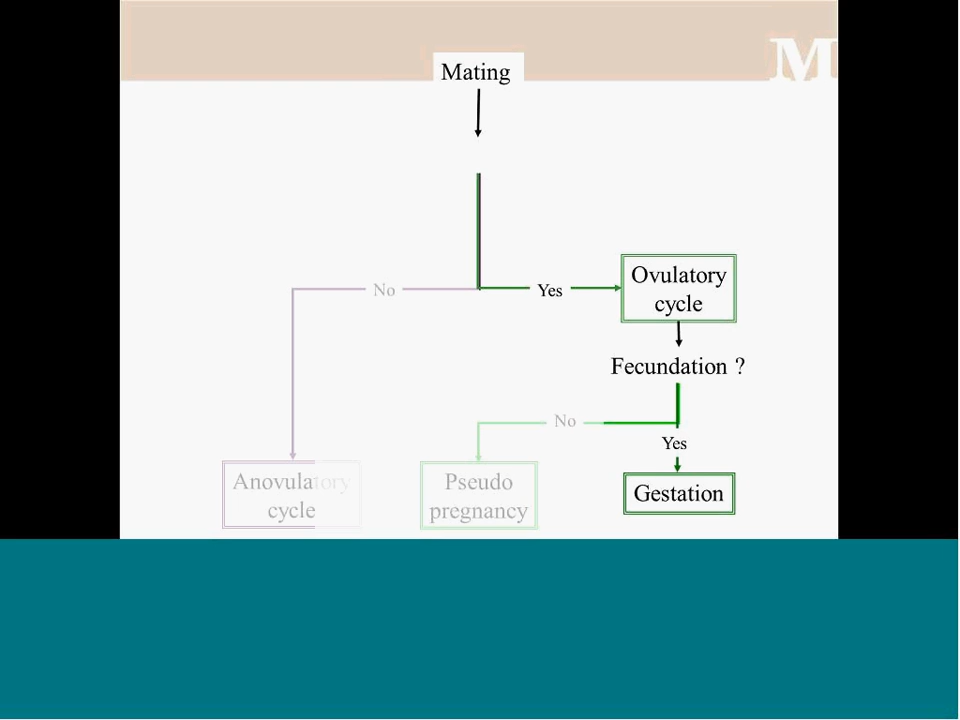 M
Mating
No
Yes
Ovulatory
cycle
Fecundation ?
No
Yes
Anovulatory
cycle
Pseudo
pregnancy
Gestation